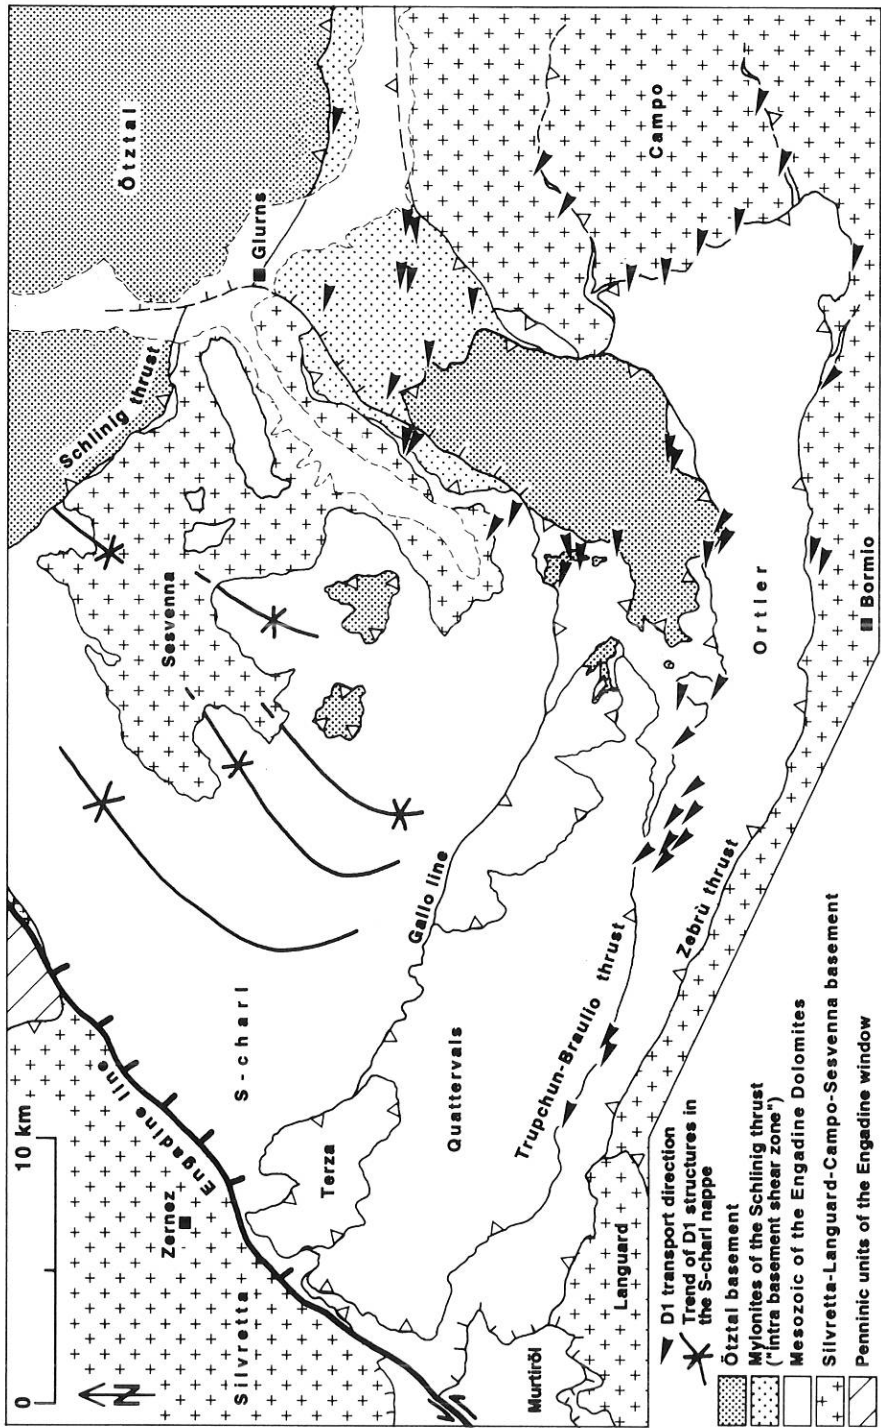 0
10 km
N
Silvretta
Zernez
Engadine line
S-charl
Sesvenna
Schlinig thrust
Ötztal
Glurns
Terza
Quattervals
Gallo line
Trupchun-Braulio thrust
Ortler
Campo
Zebrù thrust
Murtiröl
Languard
Bormio
D1 transport direction
Trend of D1 structures in
the S-charl nappe
Ötztal basement
Mylonites of the Schlinig thrust
("intra basement shear zone")
Mesozoic of the Engadine Dolomites
Silvretta-Languard-Campo-Sesvenna basement
Penninic units of the Engadine window